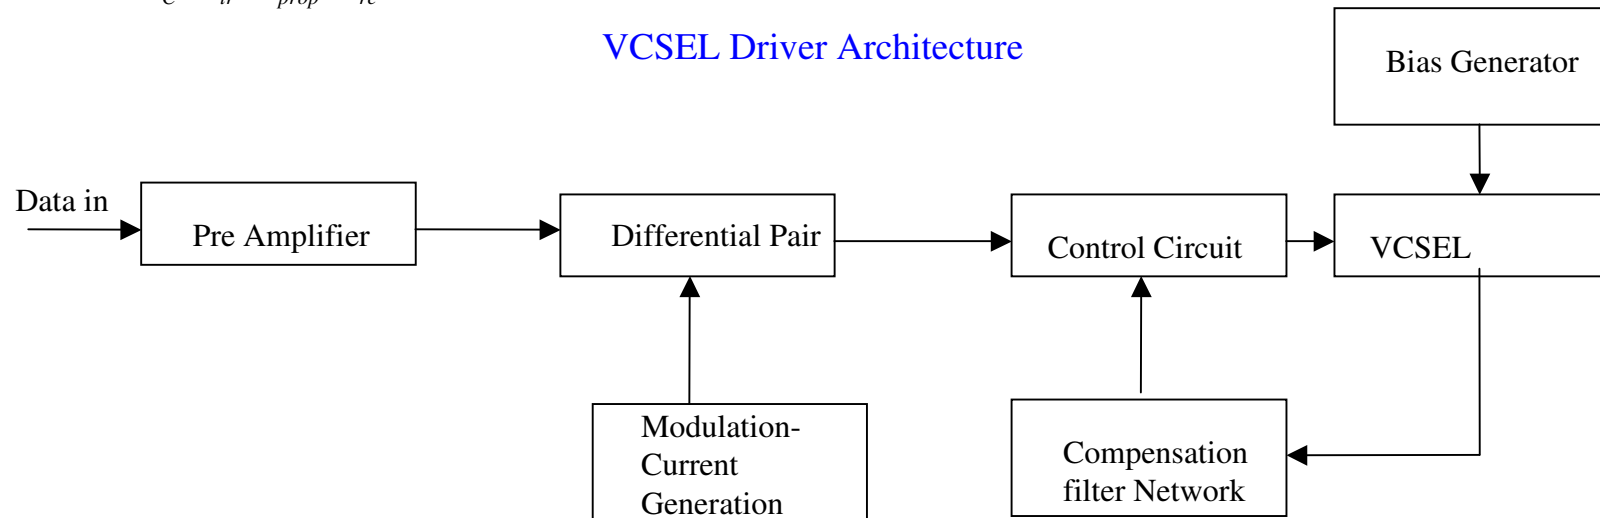 VCSEL Driver Architecture
Bias Generator
Data in
Pre Amplifier
Differential Pair
Control Circuit
VCSEL
Modulation-
Current
Generation
Compensation
filter Network